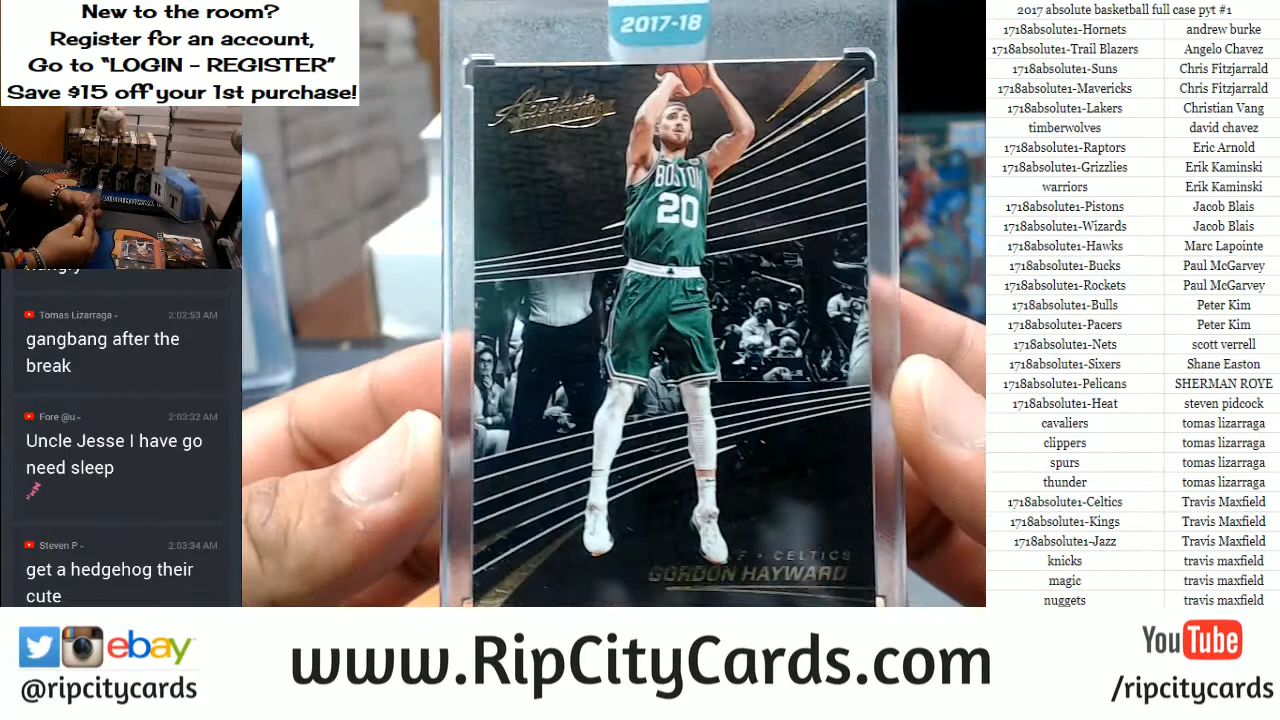 New to the room?
Register for an account,
Go to “LOGIN - REGISTER”
Save $15 off your 1st purchase!
Tomas Lizarraga
2:02:53 AM
gangbang after the
break
Fore @u
2:03:32 AM
Uncle Jesse I have go
need sleep
Steven P
2:03:34 AM
get a hedgehog their
cute
2017-18
Absolute
BOSTON
20
F • CELTICS
GORDON HAYWARD
2017 absolute basketball full case pyt #1
1718absolute1-Hornets andrew burke
1718absolute1-Trail Blazers Angelo Chavez
1718absolute1-Suns Chris Fitzjarrald
1718absolute1-Mavericks Chris Fitzjarrald
1718absolute1-Lakers Christian Vang
timberwolves david chavez
1718absolute1-Raptors Eric Arnold
1718absolute1-Grizzlies Erik Kaminski
warriors Erik Kaminski
1718absolute1-Pistons Jacob Blais
1718absolute1-Wizards Jacob Blais
1718absolute1-Hawks Marc Lapointe
1718absolute1-Bucks Paul McGarvey
1718absolute1-Rockets Paul McGarvey
1718absolute1-Bulls Peter Kim
1718absolute1-Pacers Peter Kim
1718absolute1-Nets scott verrell
1718absolute1-Sixers Shane Easton
1718absolute1-Pelicans SHERMAN ROYE
1718absolute1-Heat steven pidcock
cavaliers tomas lizarraga
clippers tomas lizarraga
spurs tomas lizarraga
thunder tomas lizarraga
1718absolute1-Celtics Travis Maxfield
1718absolute1-Kings Travis Maxfield
1718absolute1-Jazz Travis Maxfield
knicks travis maxfield
magic travis maxfield
nuggets travis maxfield
ebay
@ripcitycards
www.RipCityCards.com
YouTube
/ripcitycards